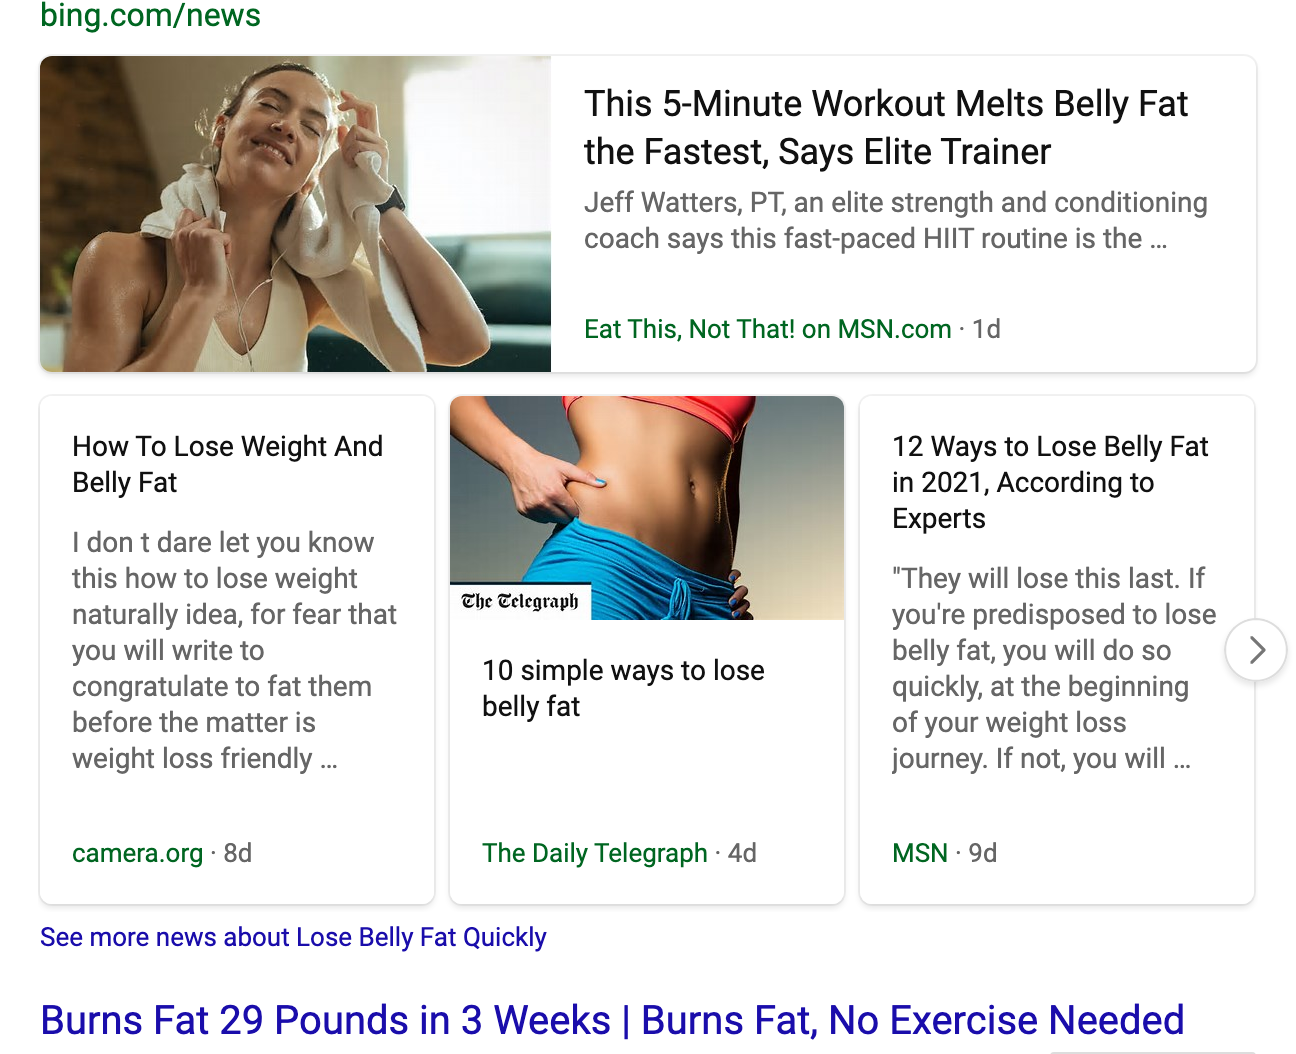 bing.com/news
This 5-Minute Workout Melts Belly Fat
the Fastest, Says Elite Trainer
Jeff Watters, PT, an elite strength and conditioning
coach says this fast-paced HIIT routine is the ...
Eat This, Not That! on MSN.com · 1d
How To Lose Weight And
Belly Fat
I don t dare let you know
this how to lose weight
naturally idea, for fear that
you will write to
congratulate to fat them
before the matter is
weight loss friendly ...
camera.org · 8d
The Telegraph
10 simple ways to lose
belly fat
The Daily Telegraph · 4d
12 Ways to Lose Belly Fat
in 2021, According to
Experts
"They will lose this last. If
you're predisposed to lose
belly fat, you will do so
quickly, at the beginning
of your weight loss
journey. If not, you will ...
MSN · 9d
See more news about Lose Belly Fat Quickly
Burns Fat 29 Pounds in 3 Weeks | Burns Fat, No Exercise Needed